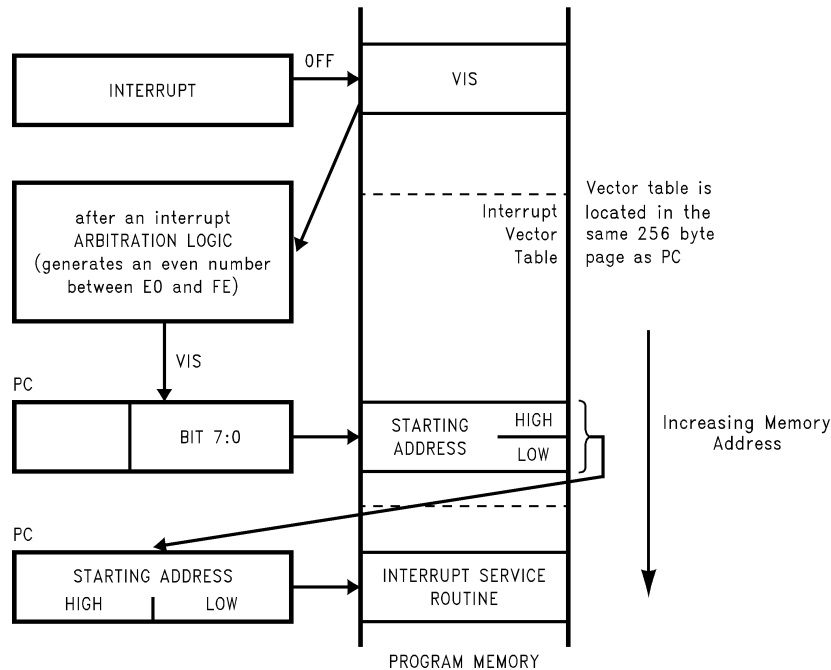 OFF
INTERRUPT
VIS
after an interrupt
ARBITRATION LOGIC
(generates an even number
between E0 and FE)
Interrupt
Vector
Table
Vector table is
located in the
same 256 byte
page as PC
VIS
PC
BIT 7:0
STARTING
ADDRESS
HIGH
LOW
Increasing Memory
Address
PC
STARTING ADDRESS
HIGH
LOW
INTERRUPT SERVICE
ROUTINE
PROGRAM MEMORY